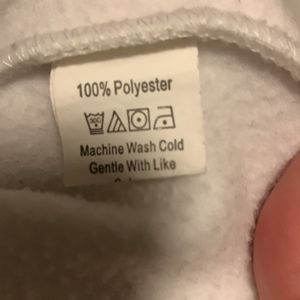 100% Polyester
Machine Wash Cold
Gentle With Like